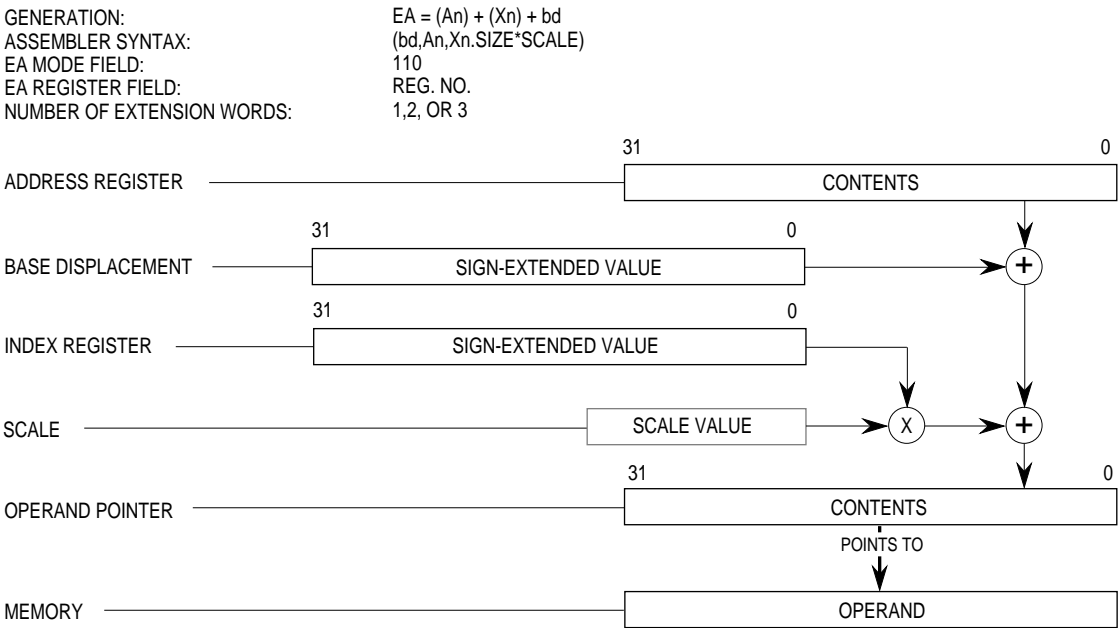 GENERATION: EA = (An) + (Xn) + bd
ASSEMBLER SYNTAX: (bd,An,Xn.SIZE*SCALE)
EA MODE FIELD: 110
EA REGISTER FIELD: REG. NO.
NUMBER OF EXTENSION WORDS: 1,2, OR 3
31 0
ADDRESS REGISTER CONTENTS
31 0
BASE DISPLACEMENT SIGN-EXTENDED VALUE +
31 0
INDEX REGISTER SIGN-EXTENDED VALUE
SCALE SCALE VALUE X +
31 0
OPERAND POINTER CONTENTS
POINTS TO
MEMORY OPERAND